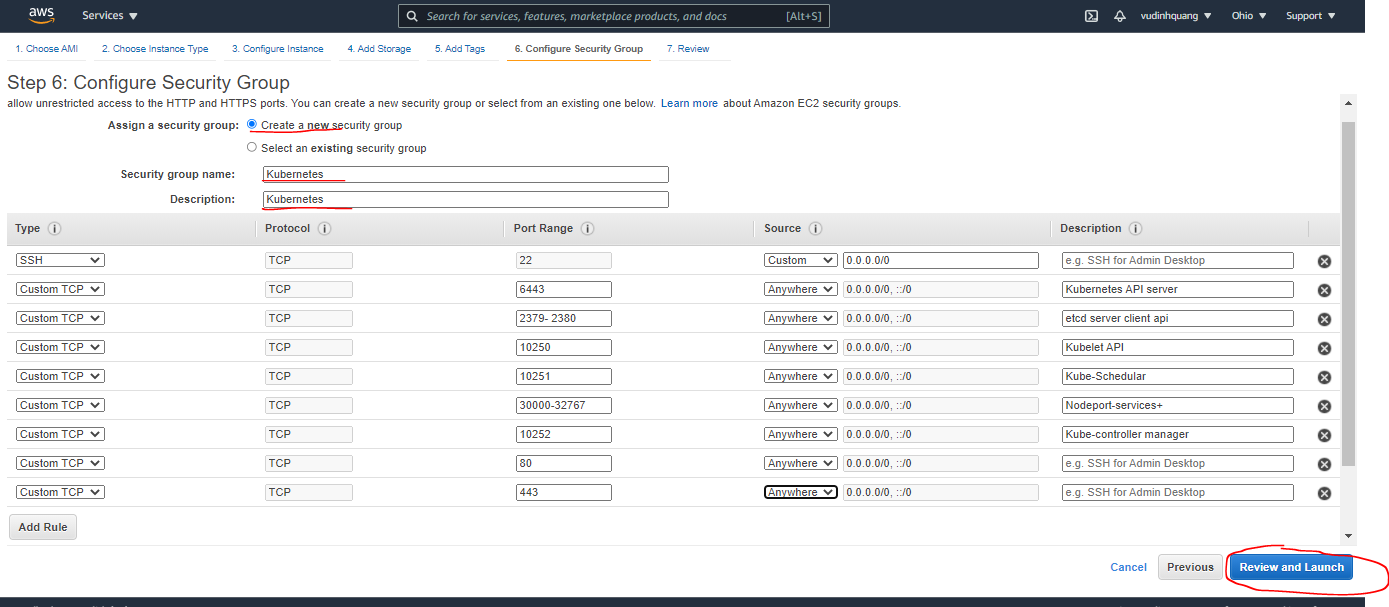 aws Services Search for services, features, marketplace products, and docs [Alt+S] vudinhquang Ohio Support
1. Choose AMI 2. Choose Instance Type 3. Configure Instance 4. Add Storage 5. Add Tags 6. Configure Security Group 7. Review
Step 6: Configure Security Group
allow unrestricted access to the HTTP and HTTPS ports. You can create a new security group or select from an existing one below. Learn more about Amazon EC2 security groups.
Assign a security group: Create a new security group
Select an existing security group
Security group name: Kubernetes
Description: Kubernetes
Type Protocol Port Range Source Description
SSH TCP 22 Custom 0.0.0.0/0 e.g. SSH for Admin Desktop
Custom TCP TCP 6443 Anywhere 0.0.0.0/0, ::/0 Kubernetes API server
Custom TCP TCP 2379- 2380 Anywhere 0.0.0.0/0, ::/0 etcd server client api
Custom TCP TCP 10250 Anywhere 0.0.0.0/0, ::/0 Kubelet API
Custom TCP TCP 10251 Anywhere 0.0.0.0/0, ::/0 Kube-Schedular
Custom TCP TCP 30000-32767 Anywhere 0.0.0.0/0, ::/0 Nodeport-services+
Custom TCP TCP 10252 Anywhere 0.0.0.0/0, ::/0 Kube-controller manager
Custom TCP TCP 80 Anywhere 0.0.0.0/0, ::/0 e.g. SSH for Admin Desktop
Custom TCP TCP 443 Anywhere 0.0.0.0/0, ::/0 e.g. SSH for Admin Desktop
Add Rule
Cancel Previous Review and Launch